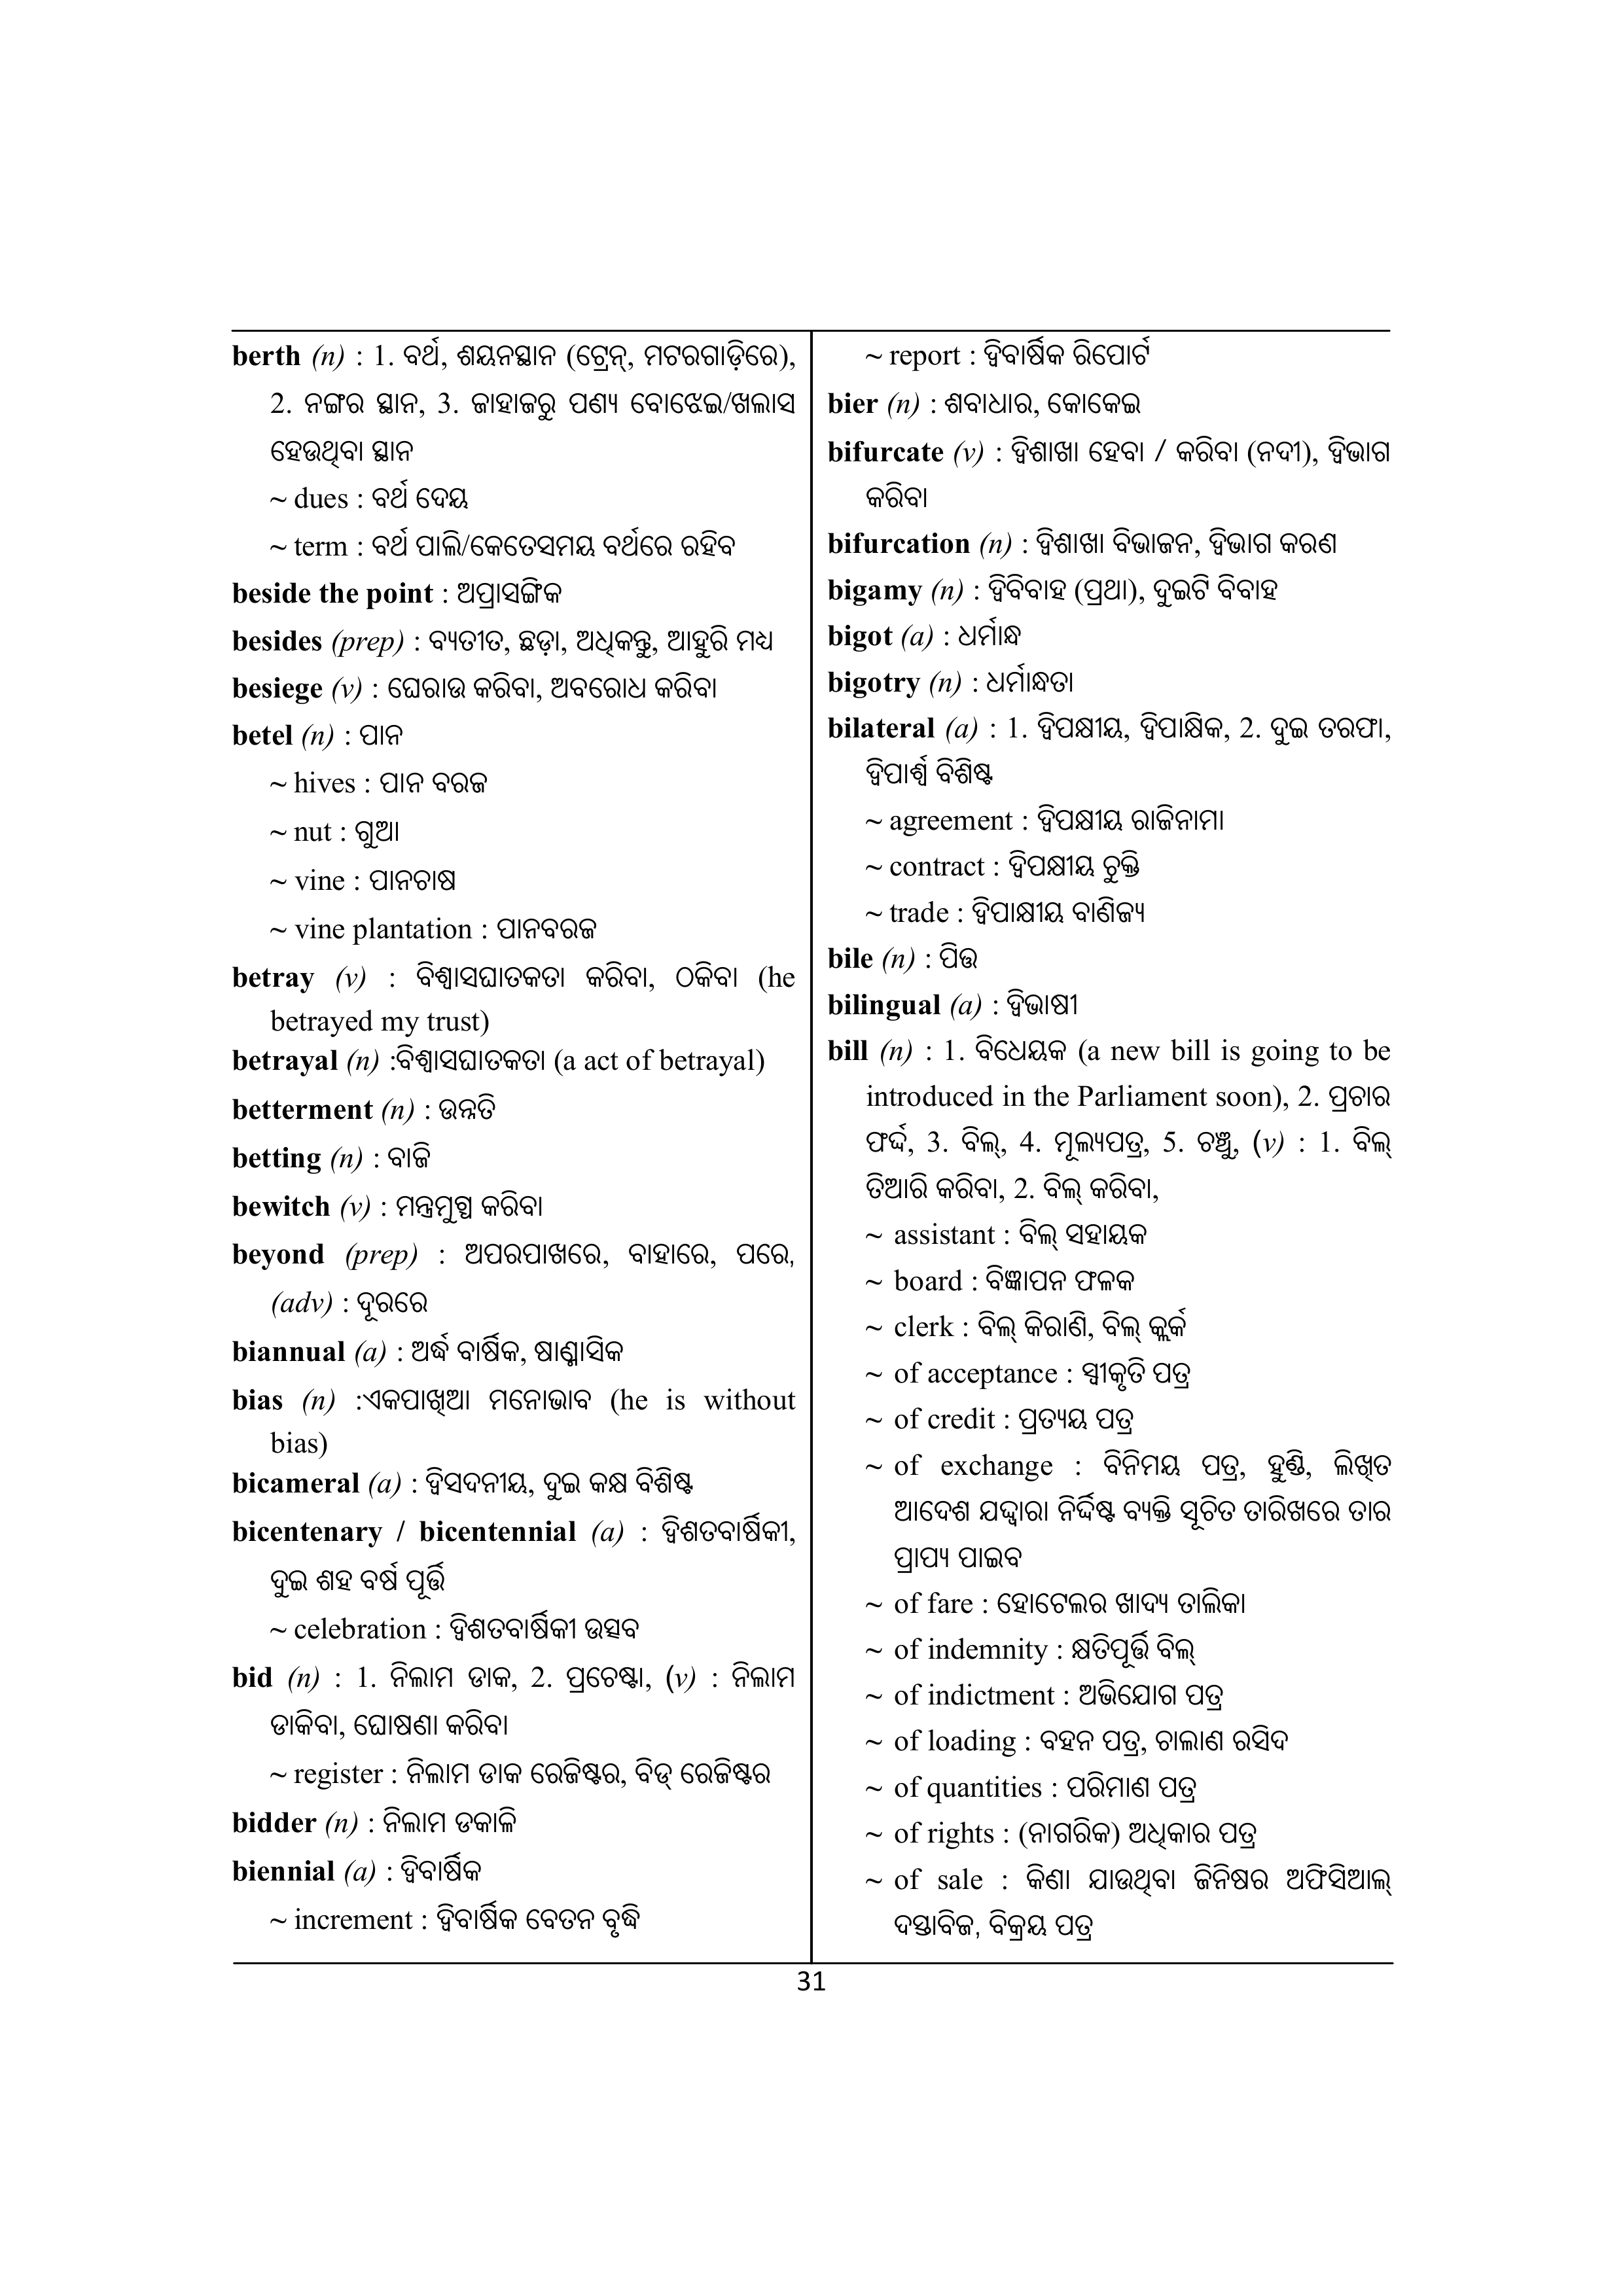 berth (n) : 1. ବର୍ଥ, ଶୟନସ୍ଥାନ (ଟ୍ରେନ୍, ମଟରଗାଡ଼ିରେ),
2. ନଙ୍ଗର ସ୍ଥାନ, 3. ଜାହାଜରୁ ପଣ୍ୟ ବୋଝେଇ/ଖଲାସ
ହେଉଥିବା ସ୍ଥାନ
~ dues : ବର୍ଥ ଦେୟ
~ term : ବର୍ଥ ପାଲି/କେତେସମୟ ବର୍ଥରେ ରହିବ
beside the point : ଅପ୍ରାସଙ୍ଗିକ
besides (prep) : ବ୍ୟତୀତ, ଛଡ଼ା, ଅଧିକନ୍ତୁ, ଆହୁରି ମଧ୍ୟ
besiege (v) : ଘେରାଉ କରିବା, ଅବରୋଧ କରିବା
betel (n) : ପାନ
~ hives : ପାନ ବରଜ
~ nut : ଗୁଆ
~ vine : ପାନଚାଷ
~ vine plantation : ପାନବରଜ
betray (v) : ବିଶ୍ୱାସଘାତକତା କରିବା, ଠକିବା (he
betrayed my trust)
betrayal (n) :ବିଶ୍ୱାସଘାତକତା (a act of betrayal)
betterment (n) : ଉନ୍ନତି
betting (n) : ବାଜି
bewitch (v) : ମନ୍ତ୍ରମୁଗ୍ଧ କରିବା
beyond (prep) : ଅପରପାଖରେ, ବାହାରେ, ପରେ,
(adv) : ଦୂରରେ
biannual (a) : ଅର୍ଦ୍ଧ ବାର୍ଷିକ, ଷାଣ୍ମାସିକ
bias (n) :ଏକପାଖିଆ ମନୋଭାବ (he is without
bias)
bicameral (a) : ଦ୍ୱିସଦନୀୟ, ଦୁଇ କକ୍ଷ ବିଶିଷ୍ଟ
bicentenary / bicentennial (a) : ଦ୍ୱିଶତବାର୍ଷିକୀ,
ଦୁଇ ଶହ ବର୍ଷ ପୂର୍ତ୍ତି
~ celebration : ଦ୍ୱିଶତବାର୍ଷିକୀ ଉତ୍ସବ
bid (n) : 1. ନିଲାମ ଡାକ, 2. ପ୍ରଚେଷ୍ଟା, (v) : ନିଲାମ
ଡାକିବା, ଘୋଷଣା କରିବା
~ register : ନିଲାମ ଡାକ ରେଜିଷ୍ଟର, ବିଡ୍ ରେଜିଷ୍ଟର
bidder (n) : ନିଲାମ ଡକାଳି
biennial (a) : ଦ୍ୱିବାର୍ଷିକ
~ increment : ଦ୍ୱିବାର୍ଷିକ ବେତନ ବୃଦ୍ଧି
~ report : ଦ୍ୱିବାର୍ଷିକ ରିପୋର୍ଟ
bier (n) : ଶବାଧାର, କୋକେଇ
bifurcate (v) : ଦ୍ୱିଶାଖା ହେବା / କରିବା (ନଦୀ), ଦ୍ୱିଭାଗ
କରିବା
bifurcation (n) : ଦ୍ୱିଶାଖା ବିଭାଜନ, ଦ୍ୱିଭାଗ କରଣ
bigamy (n) : ଦ୍ୱିବିବାହ (ପ୍ରଥା), ଦୁଇଟି ବିବାହ
bigot (a) : ଧର୍ମାନ୍ଧ
bigotry (n) : ଧର୍ମାନ୍ଧତା
bilateral (a) : 1. ଦ୍ୱିପକ୍ଷୀୟ, ଦ୍ୱିପାକ୍ଷିକ, 2. ଦୁଇ ତରଫା,
ଦ୍ୱିପାର୍ଶ୍ୱ ବିଶିଷ୍ଟ
~ agreement : ଦ୍ୱିପକ୍ଷୀୟ ରାଜିନାମା
~ contract : ଦ୍ୱିପକ୍ଷୀୟ ଚୁକ୍ତି
~ trade : ଦ୍ୱିପାକ୍ଷୀୟ ବାଣିଜ୍ୟ
bile (n) : ପିତ୍ତ
bilingual (a) : ଦ୍ୱିଭାଷୀ
bill (n) : 1. ବିଧେୟକ (a new bill is going to be
introduced in the Parliament soon), 2. ପ୍ରଚାର
ଫର୍ଦ୍ଦ, 3. ବିଲ୍, 4. ମୂଲ୍ୟପତ୍ର, 5. ଚଞ୍ଚୁ, (v) : 1. ବିଲ୍
ତିଆରି କରିବା, 2. ବିଲ୍ କରିବା,
~ assistant : ବିଲ୍ ସହାୟକ
~ board : ବିଜ୍ଞାପନ ଫଳକ
~ clerk : ବିଲ୍ କିରାଣି, ବିଲ୍ କ୍ଲର୍କ
~ of acceptance : ସ୍ୱୀକୃତି ପତ୍ର
~ of credit : ପ୍ରତ୍ୟୟ ପତ୍ର
~ of exchange : ବିନିମୟ ପତ୍ର, ହୁଣ୍ଡି, ଲିଖିତ
ଆଦେଶ ଯଦ୍ଦ୍ୱାରା ନିର୍ଦ୍ଦିଷ୍ଟ ବ୍ୟକ୍ତି ସୂଚିତ ତାରିଖରେ ତାର
ପ୍ରାପ୍ୟ ପାଇବ
~ of fare : ହୋଟେଲର ଖାଦ୍ୟ ତାଲିକା
~ of indemnity : କ୍ଷତିପୂର୍ତ୍ତି ବିଲ୍
~ of indictment : ଅଭିଯୋଗ ପତ୍ର
~ of loading : ବହନ ପତ୍ର, ଚାଲାଣ ରସିଦ
~ of quantities : ପରିମାଣ ପତ୍ର
~ of rights : (ନାଗରିକ) ଅଧିକାର ପତ୍ର
~ of sale : କିଣା ଯାଉଥିବା ଜିନିଷର ଅଫିସିଆଲ୍
ଦସ୍ତାବିଜ, ବିକ୍ରୟ ପତ୍ର
31